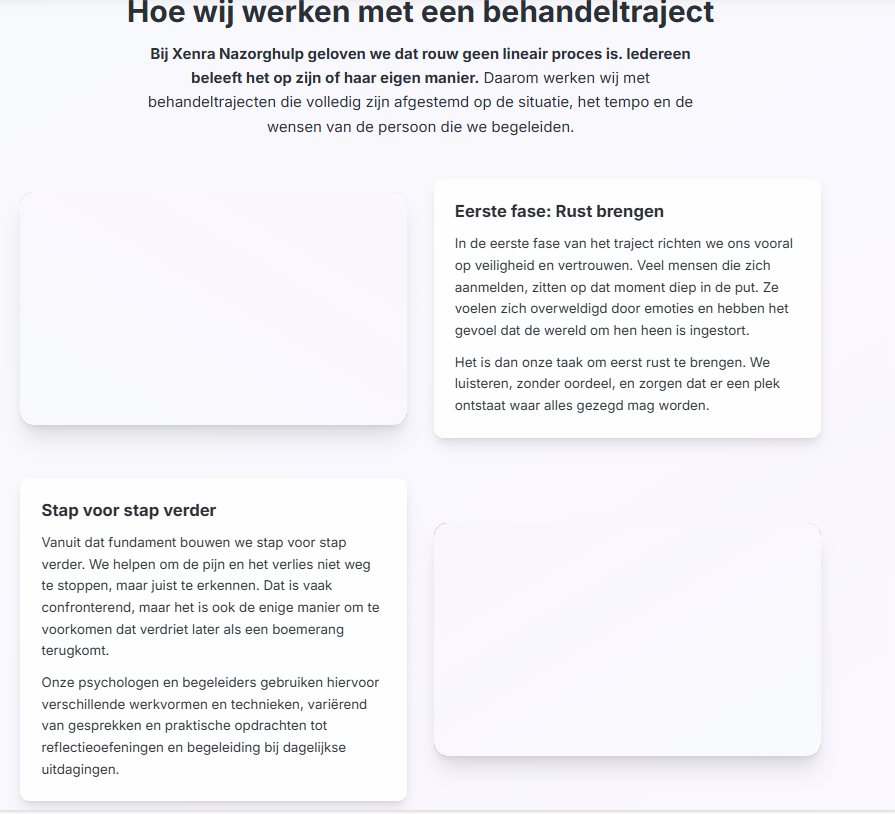 Hoe wij werken met een behandeltraject
Bij Xenra Nazorghulp geloven we dat rouw geen lineair proces is. Iedereen
beleeft het op zijn of haar eigen manier. Daarom werken wij met
behandeltrajecten die volledig zijn afgestemd op de situatie, het tempo en de
wensen van de persoon die we begeleiden.
Eerste fase: Rust brengen
In de eerste fase van het traject richten we ons vooral
op veiligheid en vertrouwen. Veel mensen die zich
aanmelden, zitten op dat moment diep in de put. Ze
voelen zich overweldigd door emoties en hebben het
gevoel dat de wereld om hen heen is ingestort.
Het is dan onze taak om eerst rust te brengen. We
luisteren, zonder oordeel, en zorgen dat er een plek
ontstaat waar alles gezegd mag worden.
Stap voor stap verder
Vanuit dat fundament bouwen we stap voor stap
verder. We helpen om de pijn en het verlies niet weg
te stoppen, maar juist te erkennen. Dat is vaak
confronterend, maar het is ook de enige manier om te
voorkomen dat verdriet later als een boemerang
terugkomt.
Onze psychologen en begeleiders gebruiken hiervoor
verschillende werkvormen en technieken, variërend
van gesprekken en praktische opdrachten tot
reflectieoefeningen en begeleiding bij dagelijkse
uitdagingen.